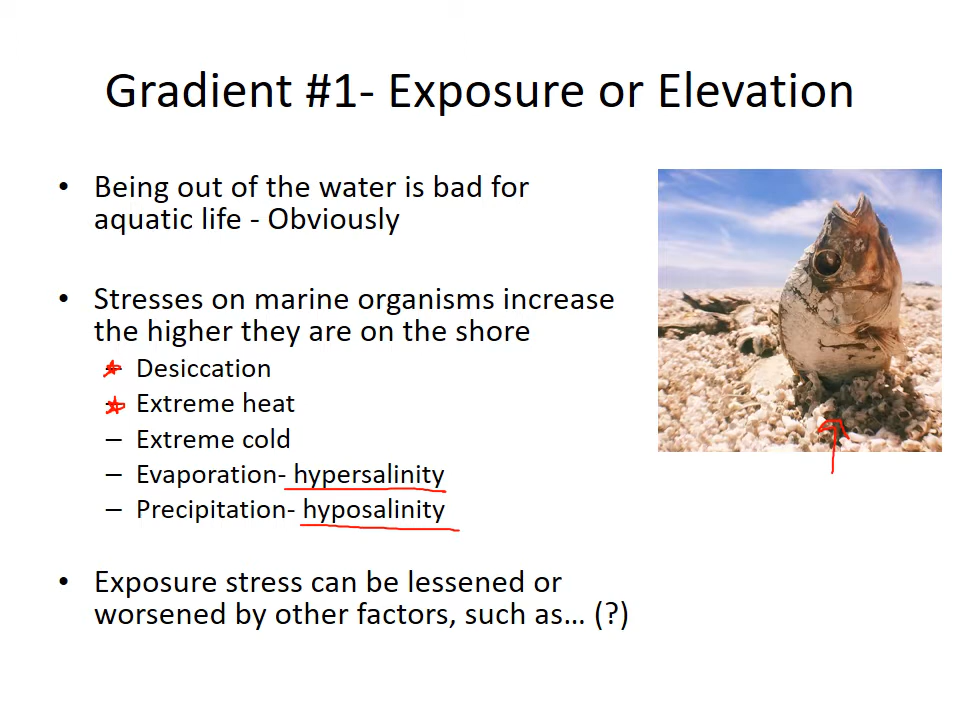 Gradient #1- Exposure or Elevation
• Being out of the water is bad for
aquatic life - Obviously
• Stresses on marine organisms increase
the higher they are on the shore
– Desiccation
– Extreme heat
– Extreme cold
– Evaporation- hypersalinity
– Precipitation- hyposalinity
• Exposure stress can be lessened or
worsened by other factors, such as… (?)